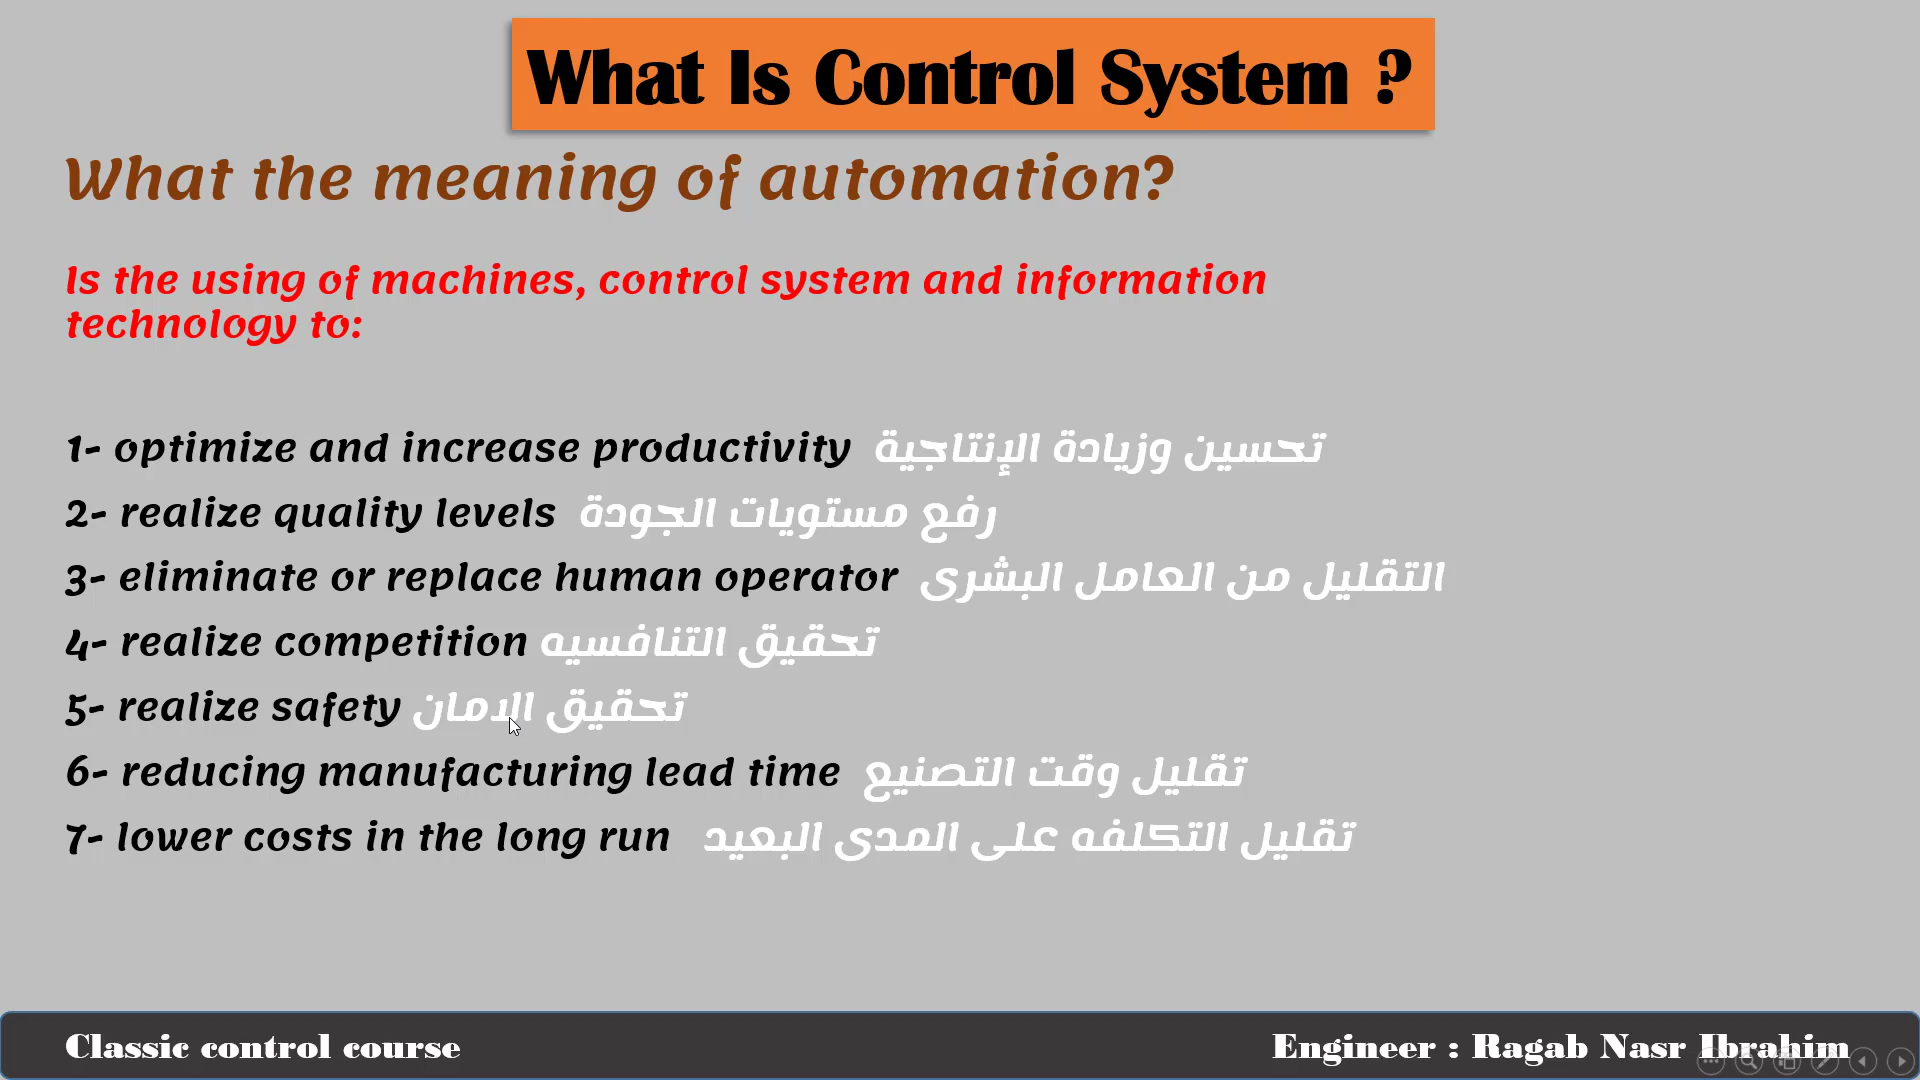 What Is Control System ?
What the meaning of automation?
Is the using of machines, control system and information
technology to:
1- optimize and increase productivity تحسين وزيادة الإنتاجية
2- realize quality levels رفع مستويات الجودة
3- eliminate or replace human operator التقليل من العامل البشرى
4- realize competition تحقيق التنافسيه
5- realize safety تحقيق الامان
6- reducing manufacturing lead time تقليل وقت التصنيع
7- lower costs in the long run تقليل التكلفه على المدى البعيد
Classic control course
Engineer : Ragab Nasr Ibrahim